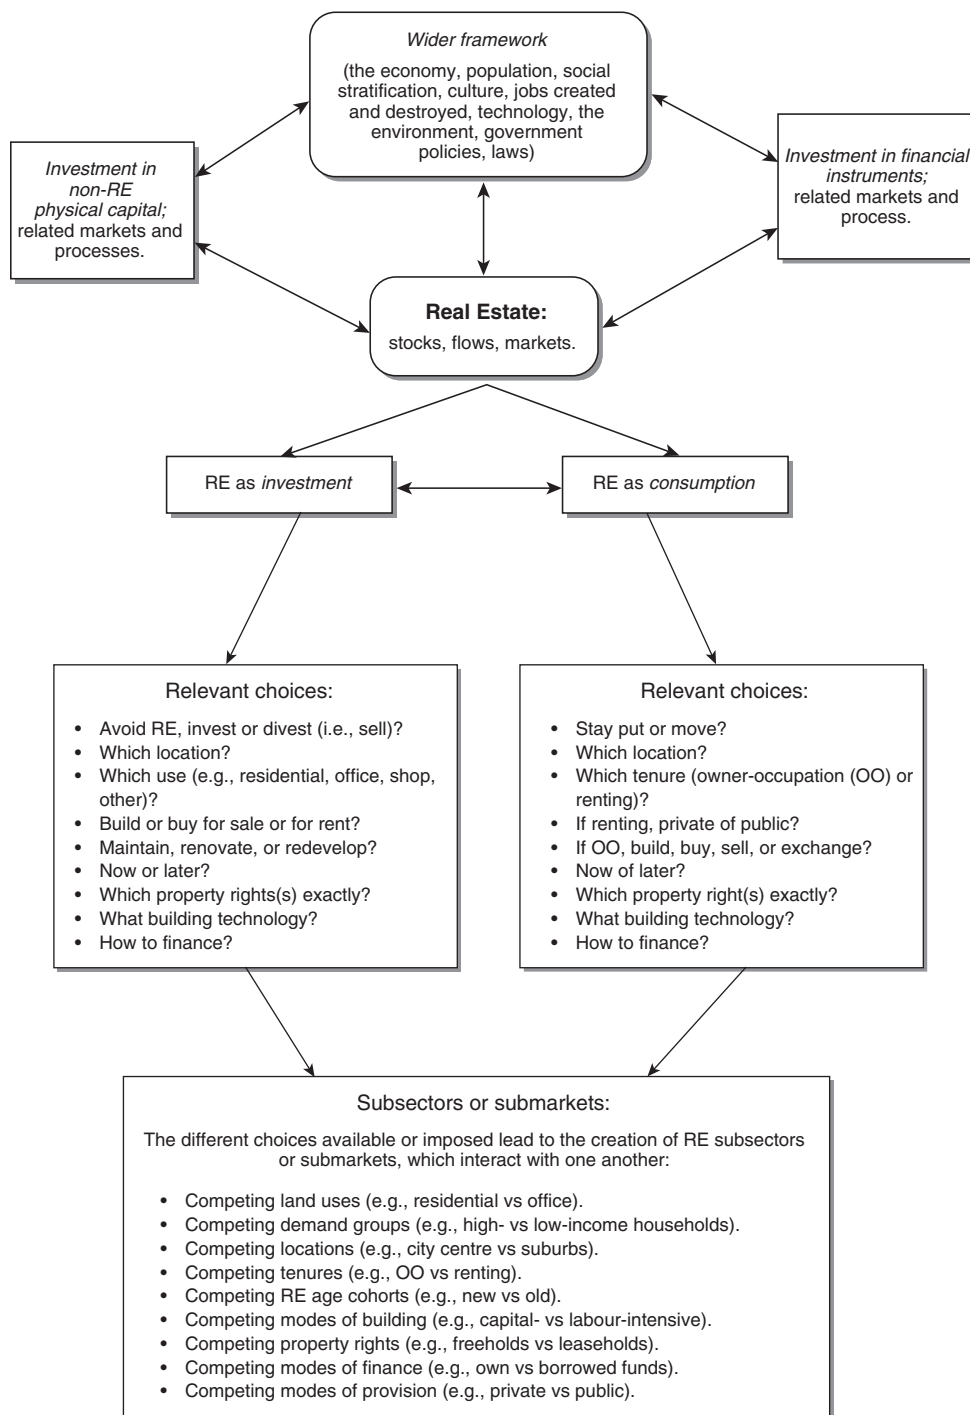 Wider framework
(the economy, population, social
stratification, culture, jobs created
and destroyed, technology, the
environment, government
policies, laws)
Investment in
non-RE
physical capital;
related markets and
processes.
Investment in financial
instruments;
related markets and
process.
Real Estate:
stocks, flows, markets.
RE as investment
RE as consumption
Relevant choices:
• Avoid RE, invest or divest (i.e., sell)?
• Which location?
• Which use (e.g., residential, office, shop,
other)?
• Build or buy for sale or for rent?
• Maintain, renovate, or redevelop?
• Now or later?
• Which property rights(s) exactly?
• What building technology?
• How to finance?
Relevant choices:
• Stay put or move?
• Which location?
• Which tenure (owner-occupation (OO) or
renting)?
• If renting, private of public?
• If OO, build, buy, sell, or exchange?
• Now of later?
• Which property right(s) exactly?
• What building technology?
• How to finance?
Subsectors or submarkets:
The different choices available or imposed lead to the creation of RE subsectors
or submarkets, which interact with one another:
• Competing land uses (e.g., residential vs office).
• Competing demand groups (e.g., high- vs low-income households).
• Competing locations (e.g., city centre vs suburbs).
• Competing tenures (e.g., OO vs renting).
• Competing RE age cohorts (e.g., new vs old).
• Competing modes of building (e.g., capital- vs labour-intensive).
• Competing property rights (e.g., freeholds vs leaseholds).
• Competing modes of finance (e.g., own vs borrowed funds).
• Competing modes of provision (e.g., private vs public).